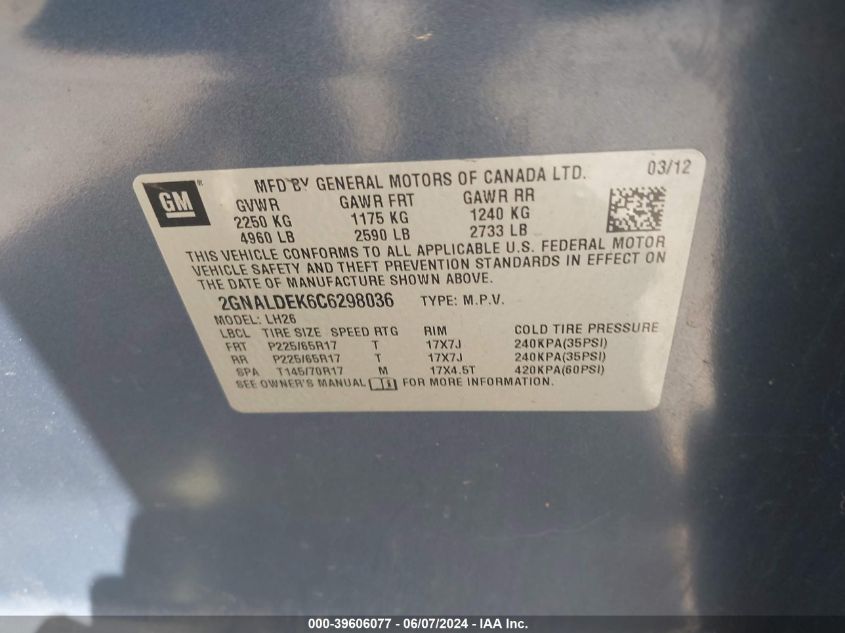 GM ®
MFD BY GENERAL MOTORS OF CANADA LTD. 03/12
GVWR GAWR FRT GAWR RR
2250 KG 1175 KG 1240 KG
4960 LB 2590 LB 2733 LB
THIS VEHICLE CONFORMS TO ALL APPLICABLE U.S. FEDERAL MOTOR
VEHICLE SAFETY AND THEFT PREVENTION STANDARDS IN EFFECT ON
THE DATE OF MANUFACTURE SHOWN ABOVE.
2GNALDEK6C6298036 TYPE: M.P.V.
MODEL: LH26
LBCL TIRE SIZE SPEED RTG RIM COLD TIRE PRESSURE
FRT P225/65R17 T 17X7J 240KPA(35PSI)
RR P225/65R17 T 17X7J 240KPA(35PSI)
SPA T145/70R17 M 17X4.5T 420KPA(60PSI)
SEE OWNER'S MANUAL FOR MORE INFORMATION.
000-39606077 - 06/07/2024 - IAA Inc.